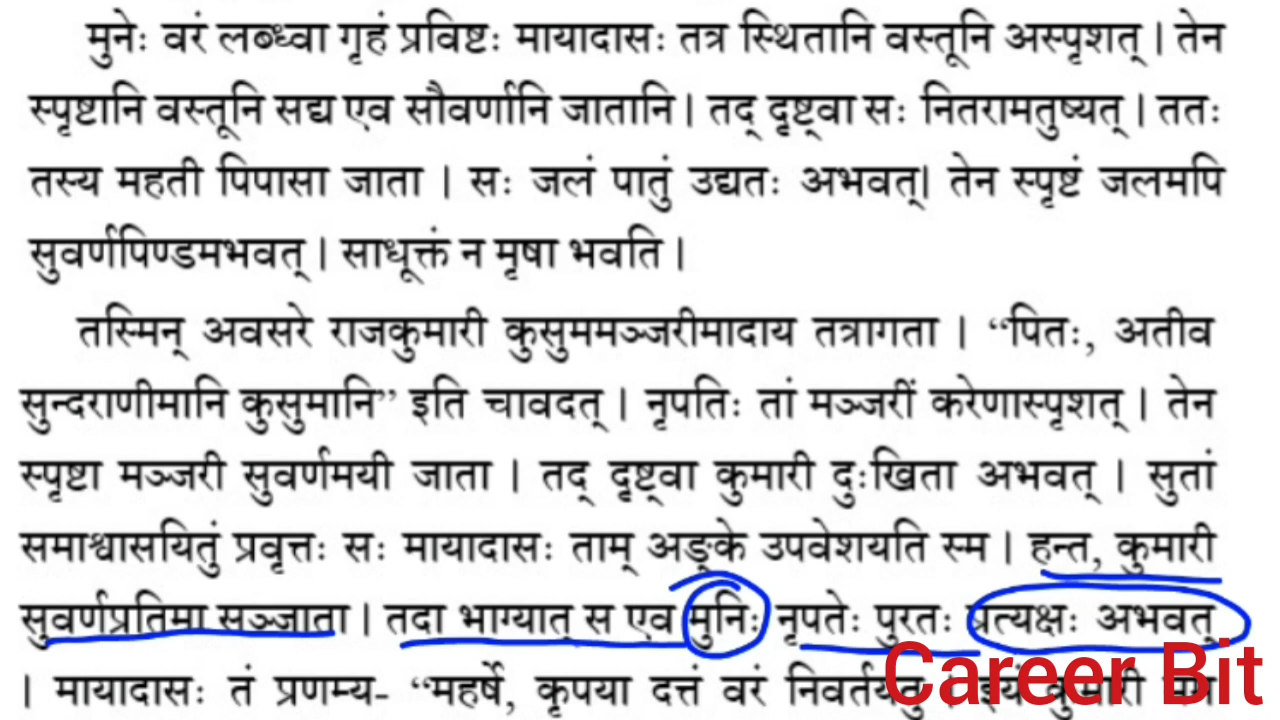 मुनेः वरं लब्ध्वा गृहं प्रविष्टः मायादासः तत्र स्थितानि वस्तूनि अस्पृशत् । तेन
स्पृष्टानि वस्तूनि सद्य एव सौवर्णानि जातानि । तद् दृष्ट्वा सः नितरामतुष्यत् । ततः
तस्य महती पिपासा जाता । सः जलं पातुं उद्यतः अभवत्। तेन स्पृष्टं जलमपि
सुवर्णपिण्डमभवत् । साधूक्तं न मृषा भवति ।
तस्मिन् अवसरे राजकुमारी कुसुममञ्जरीमादाय तत्रागता । “पितः, अतीव
सुन्दराणीमानि कुसुमानि” इति चावदत् । नृपतिः तां मञ्जरीं करेणास्पृशत् । तेन
स्पृष्टा मञ्जरी सुवर्णमयी जाता । तद् दृष्ट्वा कुमारी दुःखिता अभवत् । सुतां
समाश्वासयितुं प्रवृत्तः सः मायादासः ताम् अङ्के उपवेशयति स्म । हन्त, कुमारी
सुवर्णप्रतिमा सञ्जाता । तदा भाग्यात् स एव मुनिः नृपतेः पुरतः प्रत्यक्षः अभवत्
। मायादासः तं प्रणम्य- “महर्षे, कृपया दत्तं वरं निवर्तयतु । इयं कुमारी मम
Career Bit